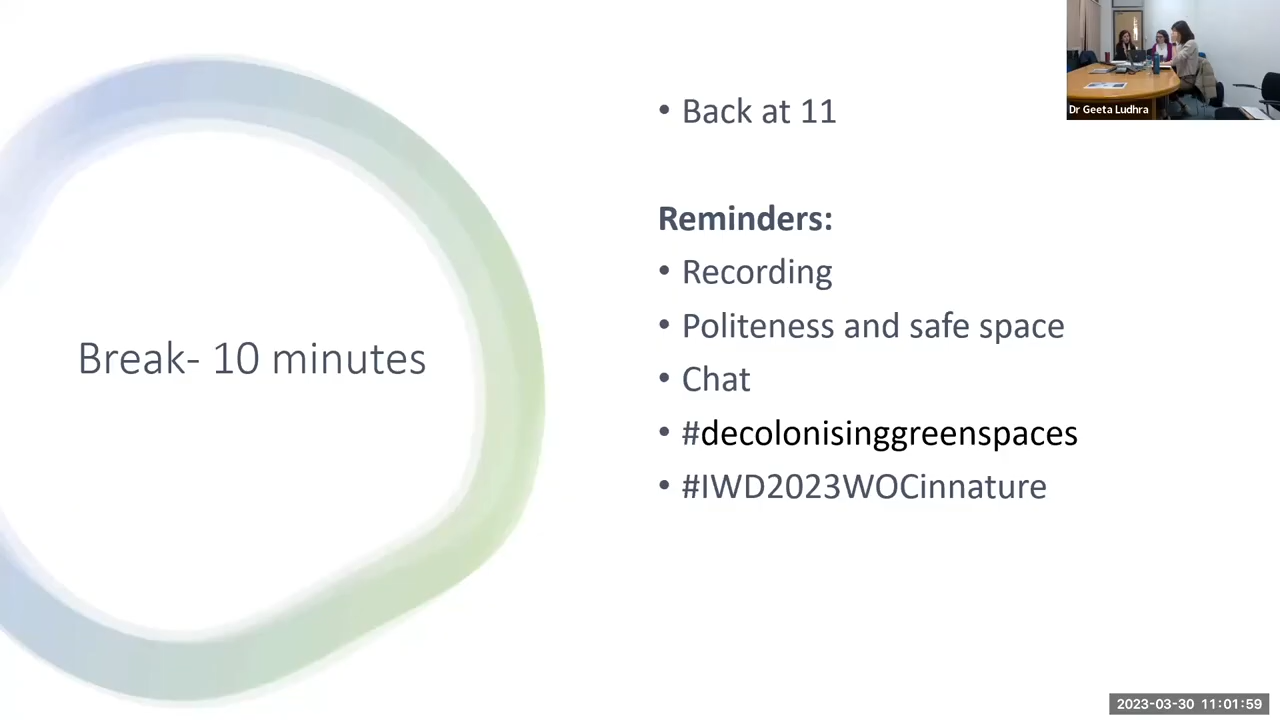 Break- 10 minutes
• Back at 11
Reminders:
• Recording
• Politeness and safe space
• Chat
• #decolonisinggreenspaces
• #IWD2023WOCinnature
Dr Geeta Ludhra
2023-03-30 11:01:59